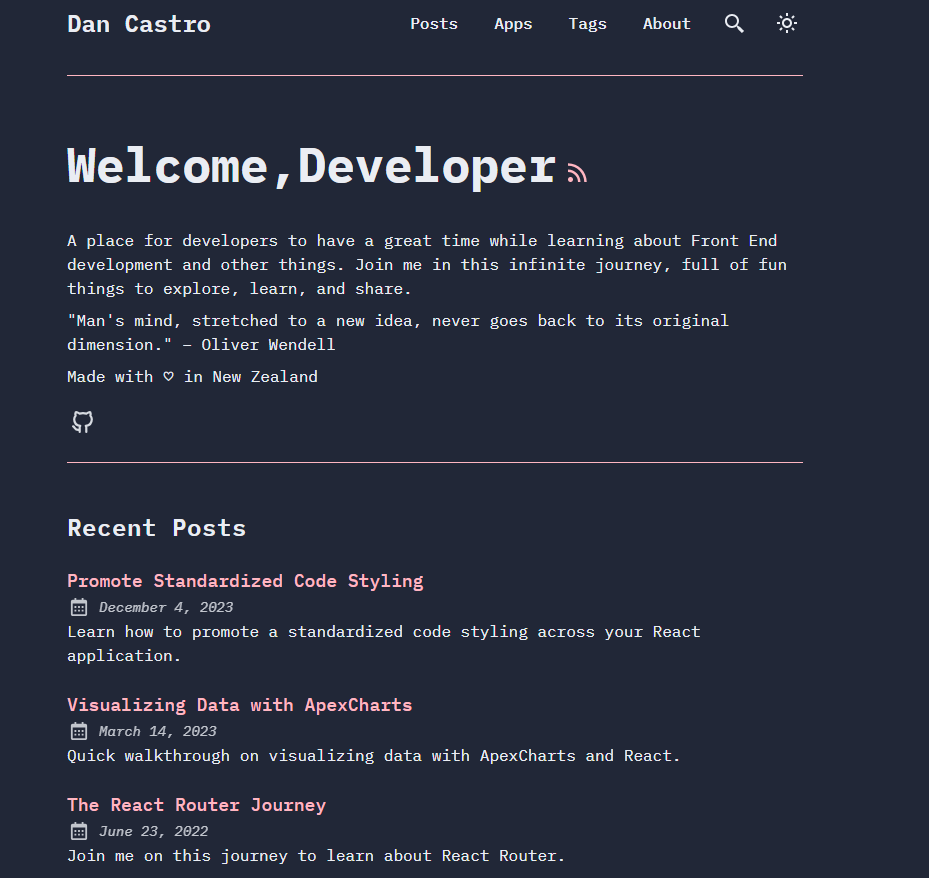 Dan Castro
Posts Apps Tags About
Welcome,Developer
A place for developers to have a great time while learning about Front End
development and other things. Join me in this infinite journey, full of fun
things to explore, learn, and share.
"Man's mind, stretched to a new idea, never goes back to its original
dimension." — Oliver Wendell
Made with ♡ in New Zealand
Recent Posts
Promote Standardized Code Styling
December 4, 2023
Learn how to promote a standardized code styling across your React
application.
Visualizing Data with ApexCharts
March 14, 2023
Quick walkthrough on visualizing data with ApexCharts and React.
The React Router Journey
June 23, 2022
Join me on this journey to learn about React Router.